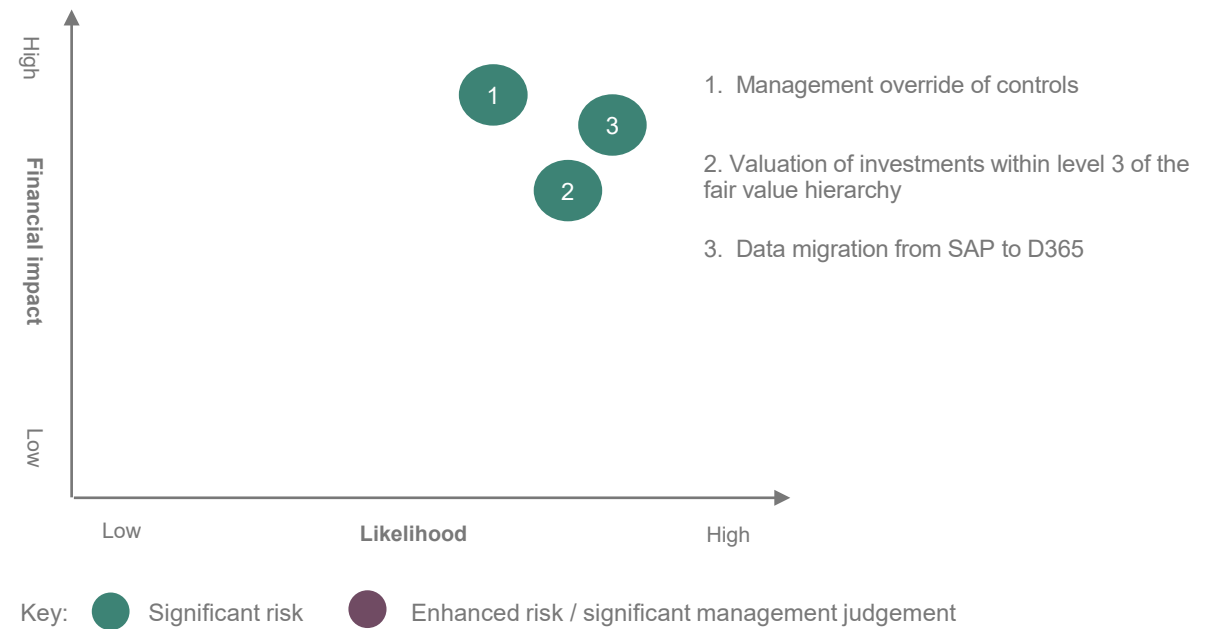 High
1
1. Management override of controls
3
2. Valuation of investments within level 3 of the
fair value hierarchy
2
Financial impact
3. Data migration from SAP to D365
Low
Low
Likelihood
High
Key:
Significant risk
Enhanced risk / significant management judgement